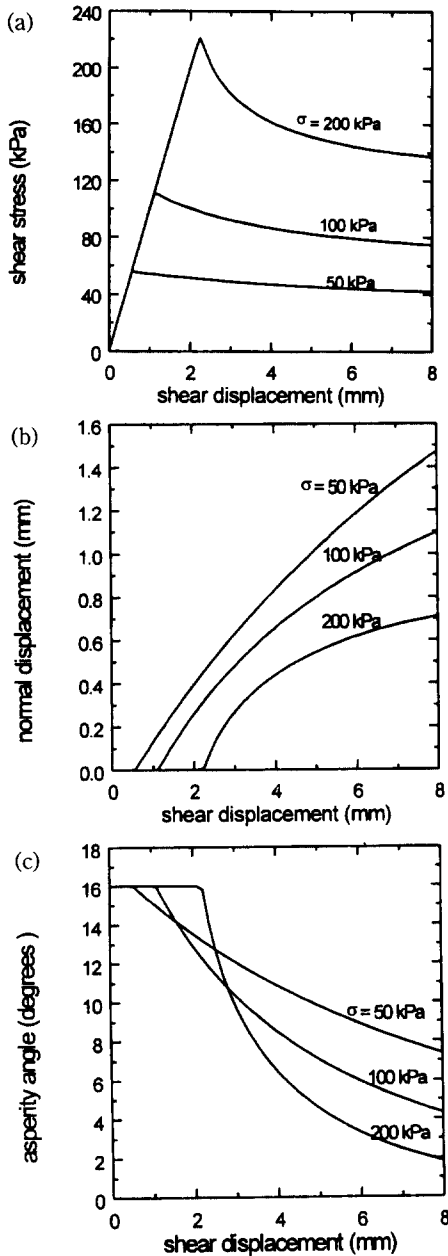 (a)
240
200
160
120
80
40
0
shear stress (kPa)
σ = 200 kPa
100 kPa
50 kPa
0 2 4 6 8
shear displacement (mm)
(b)
1.6
1.4
1.2
1.0
0.8
0.6
0.4
0.2
0.0
normal displacement (mm)
σ = 50 kPa
100 kPa
200 kPa
0 2 4 6 8
shear displacement (mm)
(c)
18
16
14
12
10
8
6
4
2
0
asperity angle (degrees )
σ = 50 kPa
100 kPa
200 kPa
0 2 4 6 8
shear displacement (mm)